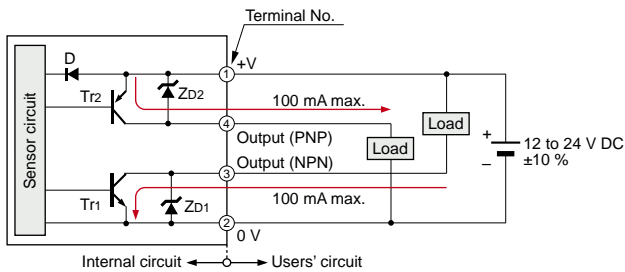 Terminal No.
D
1
+V
Tr2
ZD2
100 mA max.
4
Output (PNP)
Load
Load
+
12 to 24 V DC
±10 %
−
Sensor circuit
Output (NPN)
3
100 mA max.
Tr1
ZD1
2
0 V
Internal circuit
Users' circuit